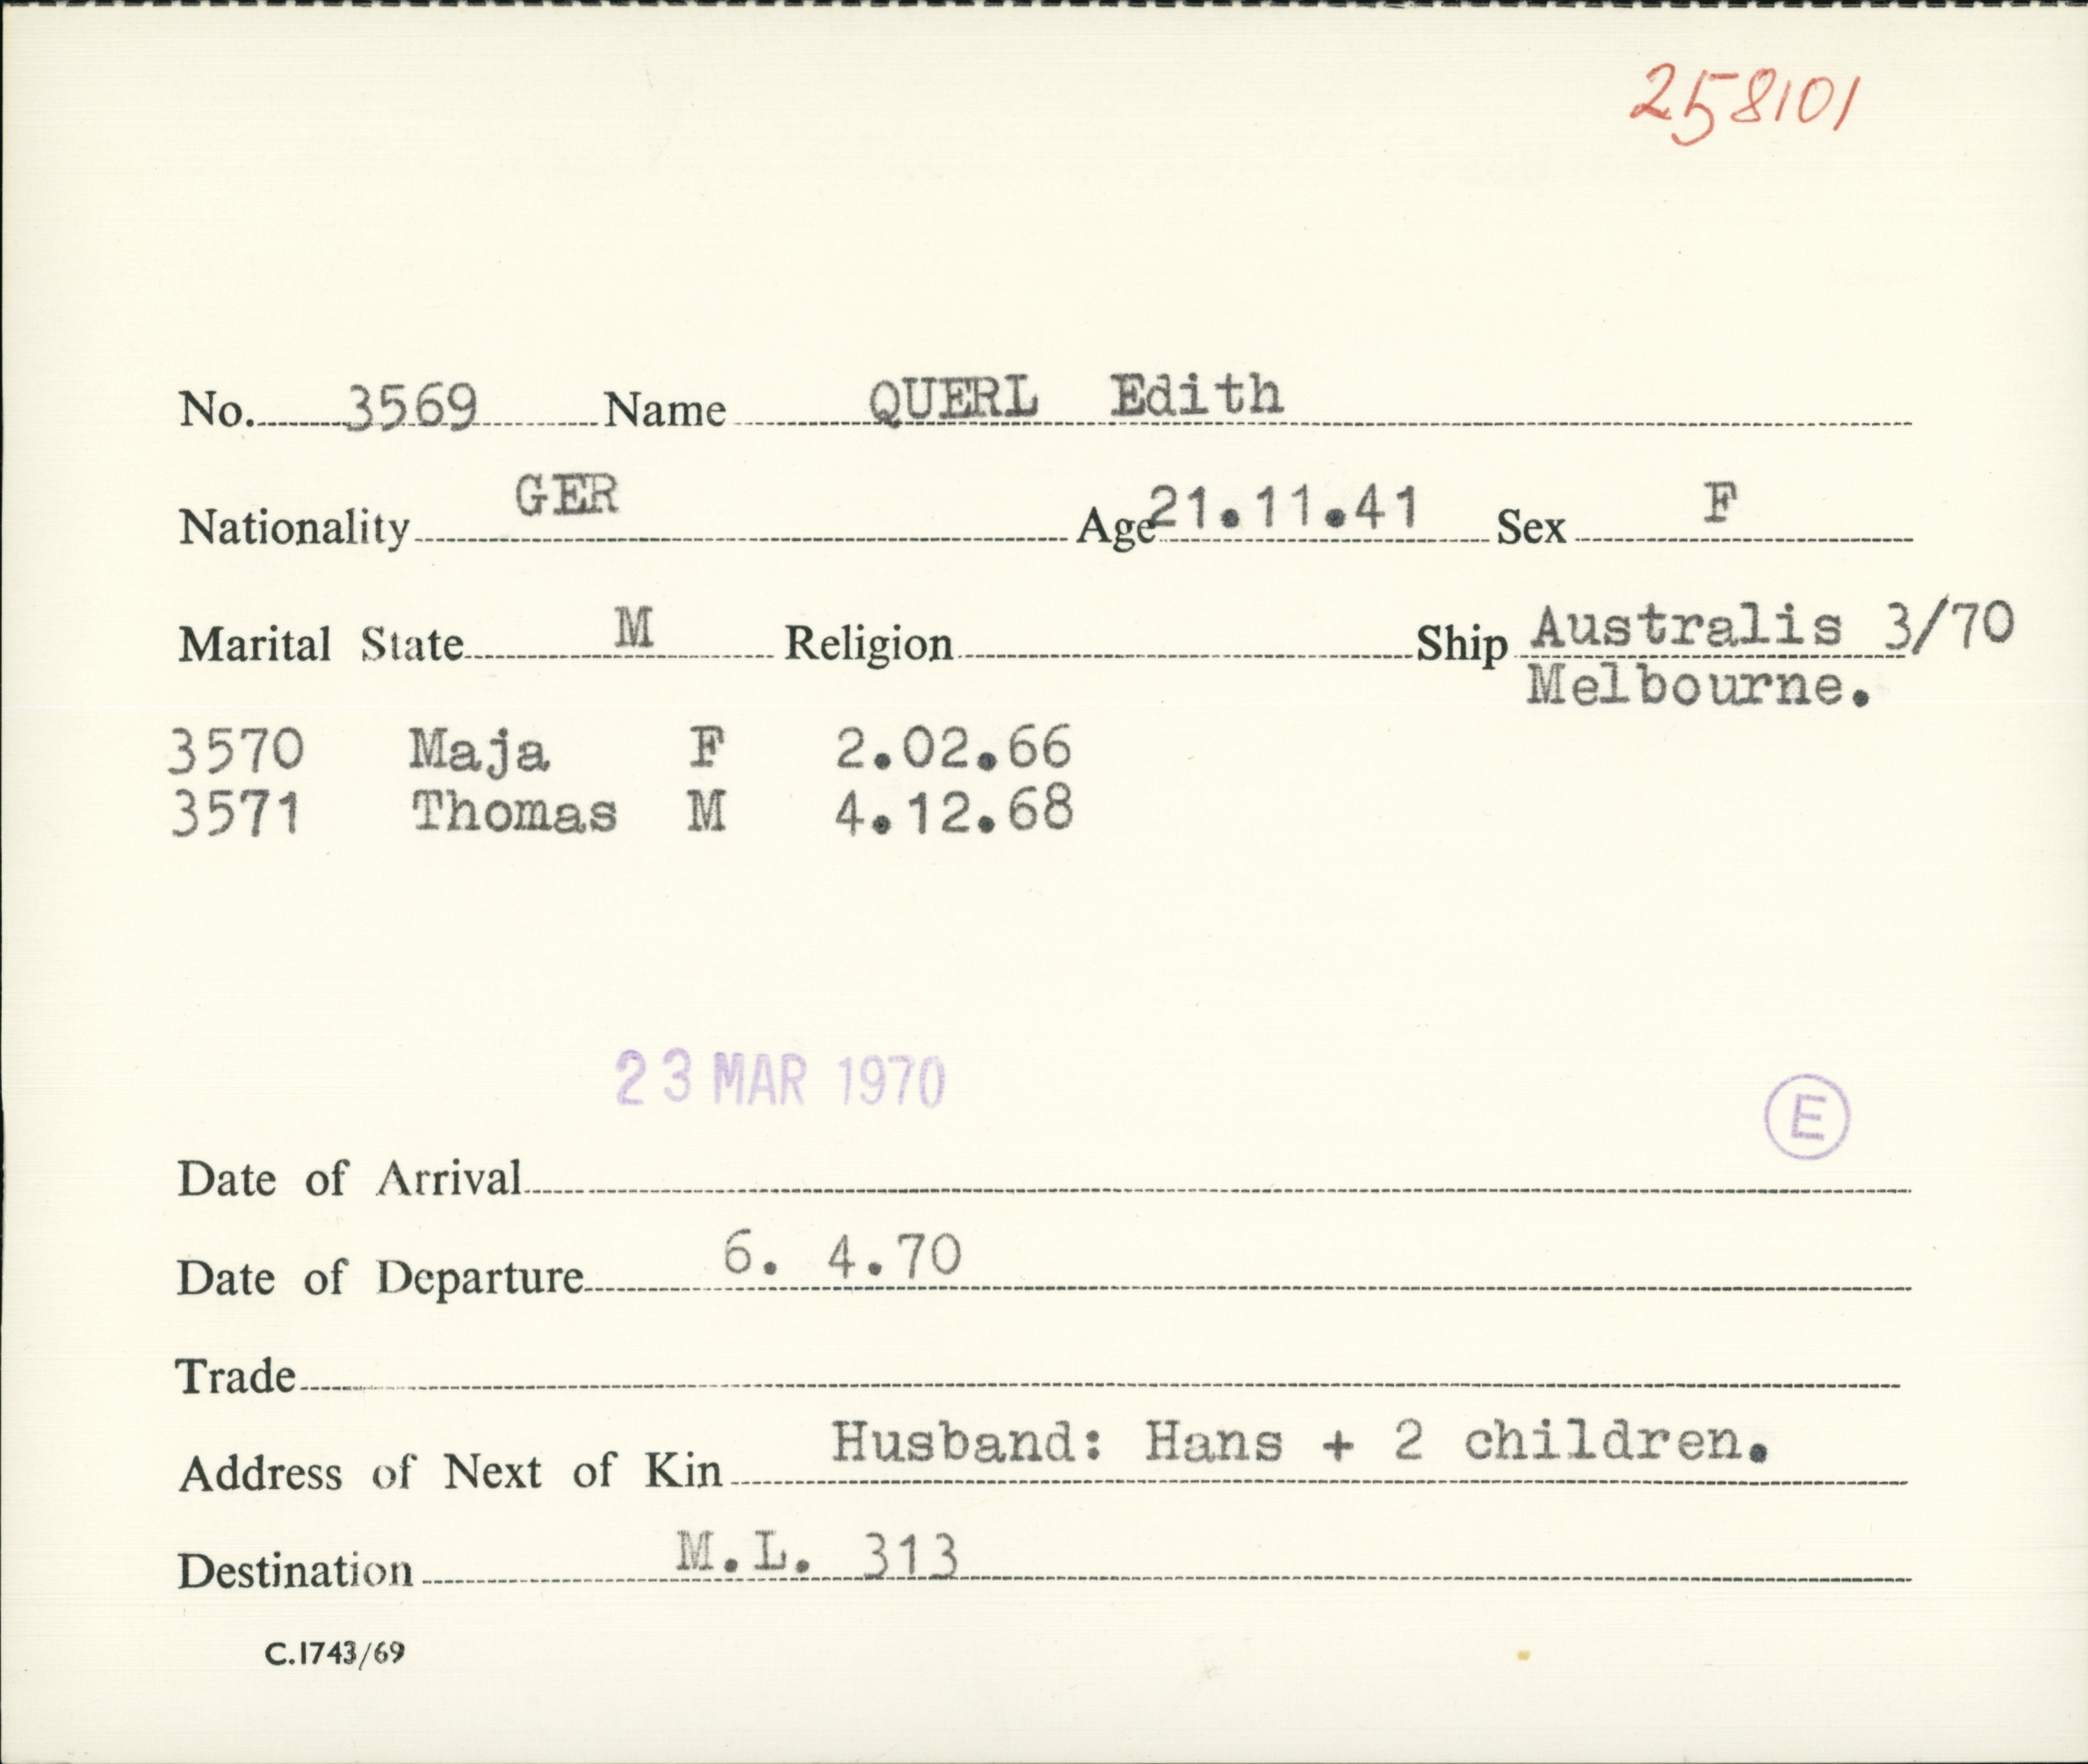 258101
No. 3569 Name QUERL Edith
Nationality GER Age 21.11.41 Sex F
Marital State M Religion Ship Australis 3/70
Melbourne.
3570 Maja F 2.02.66
3571 Thomas M 4.12.68
23 MAR 1970
E
Date of Arrival
Date of Departure 6. 4.70
Trade
Address of Next of Kin Husband: Hans + 2 children.
Destination M.L. 313
C.1743/69